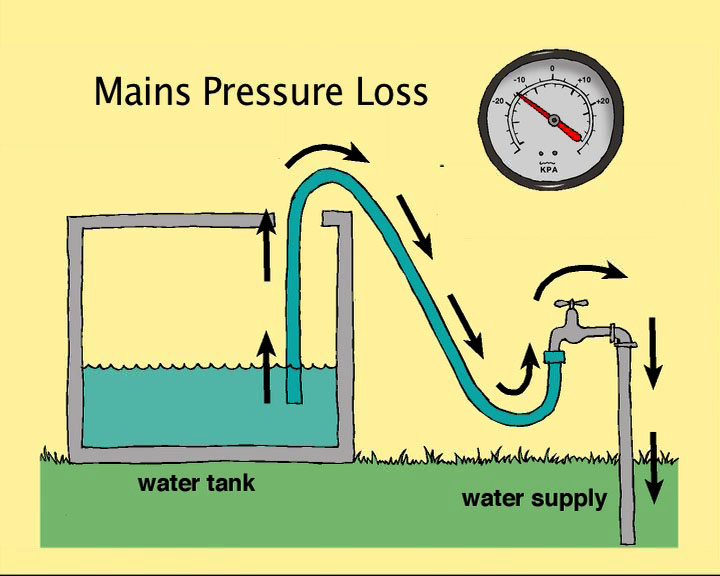 Mains Pressure Loss
-20
-10
0
+10
+20
KPA
water tank
water supply